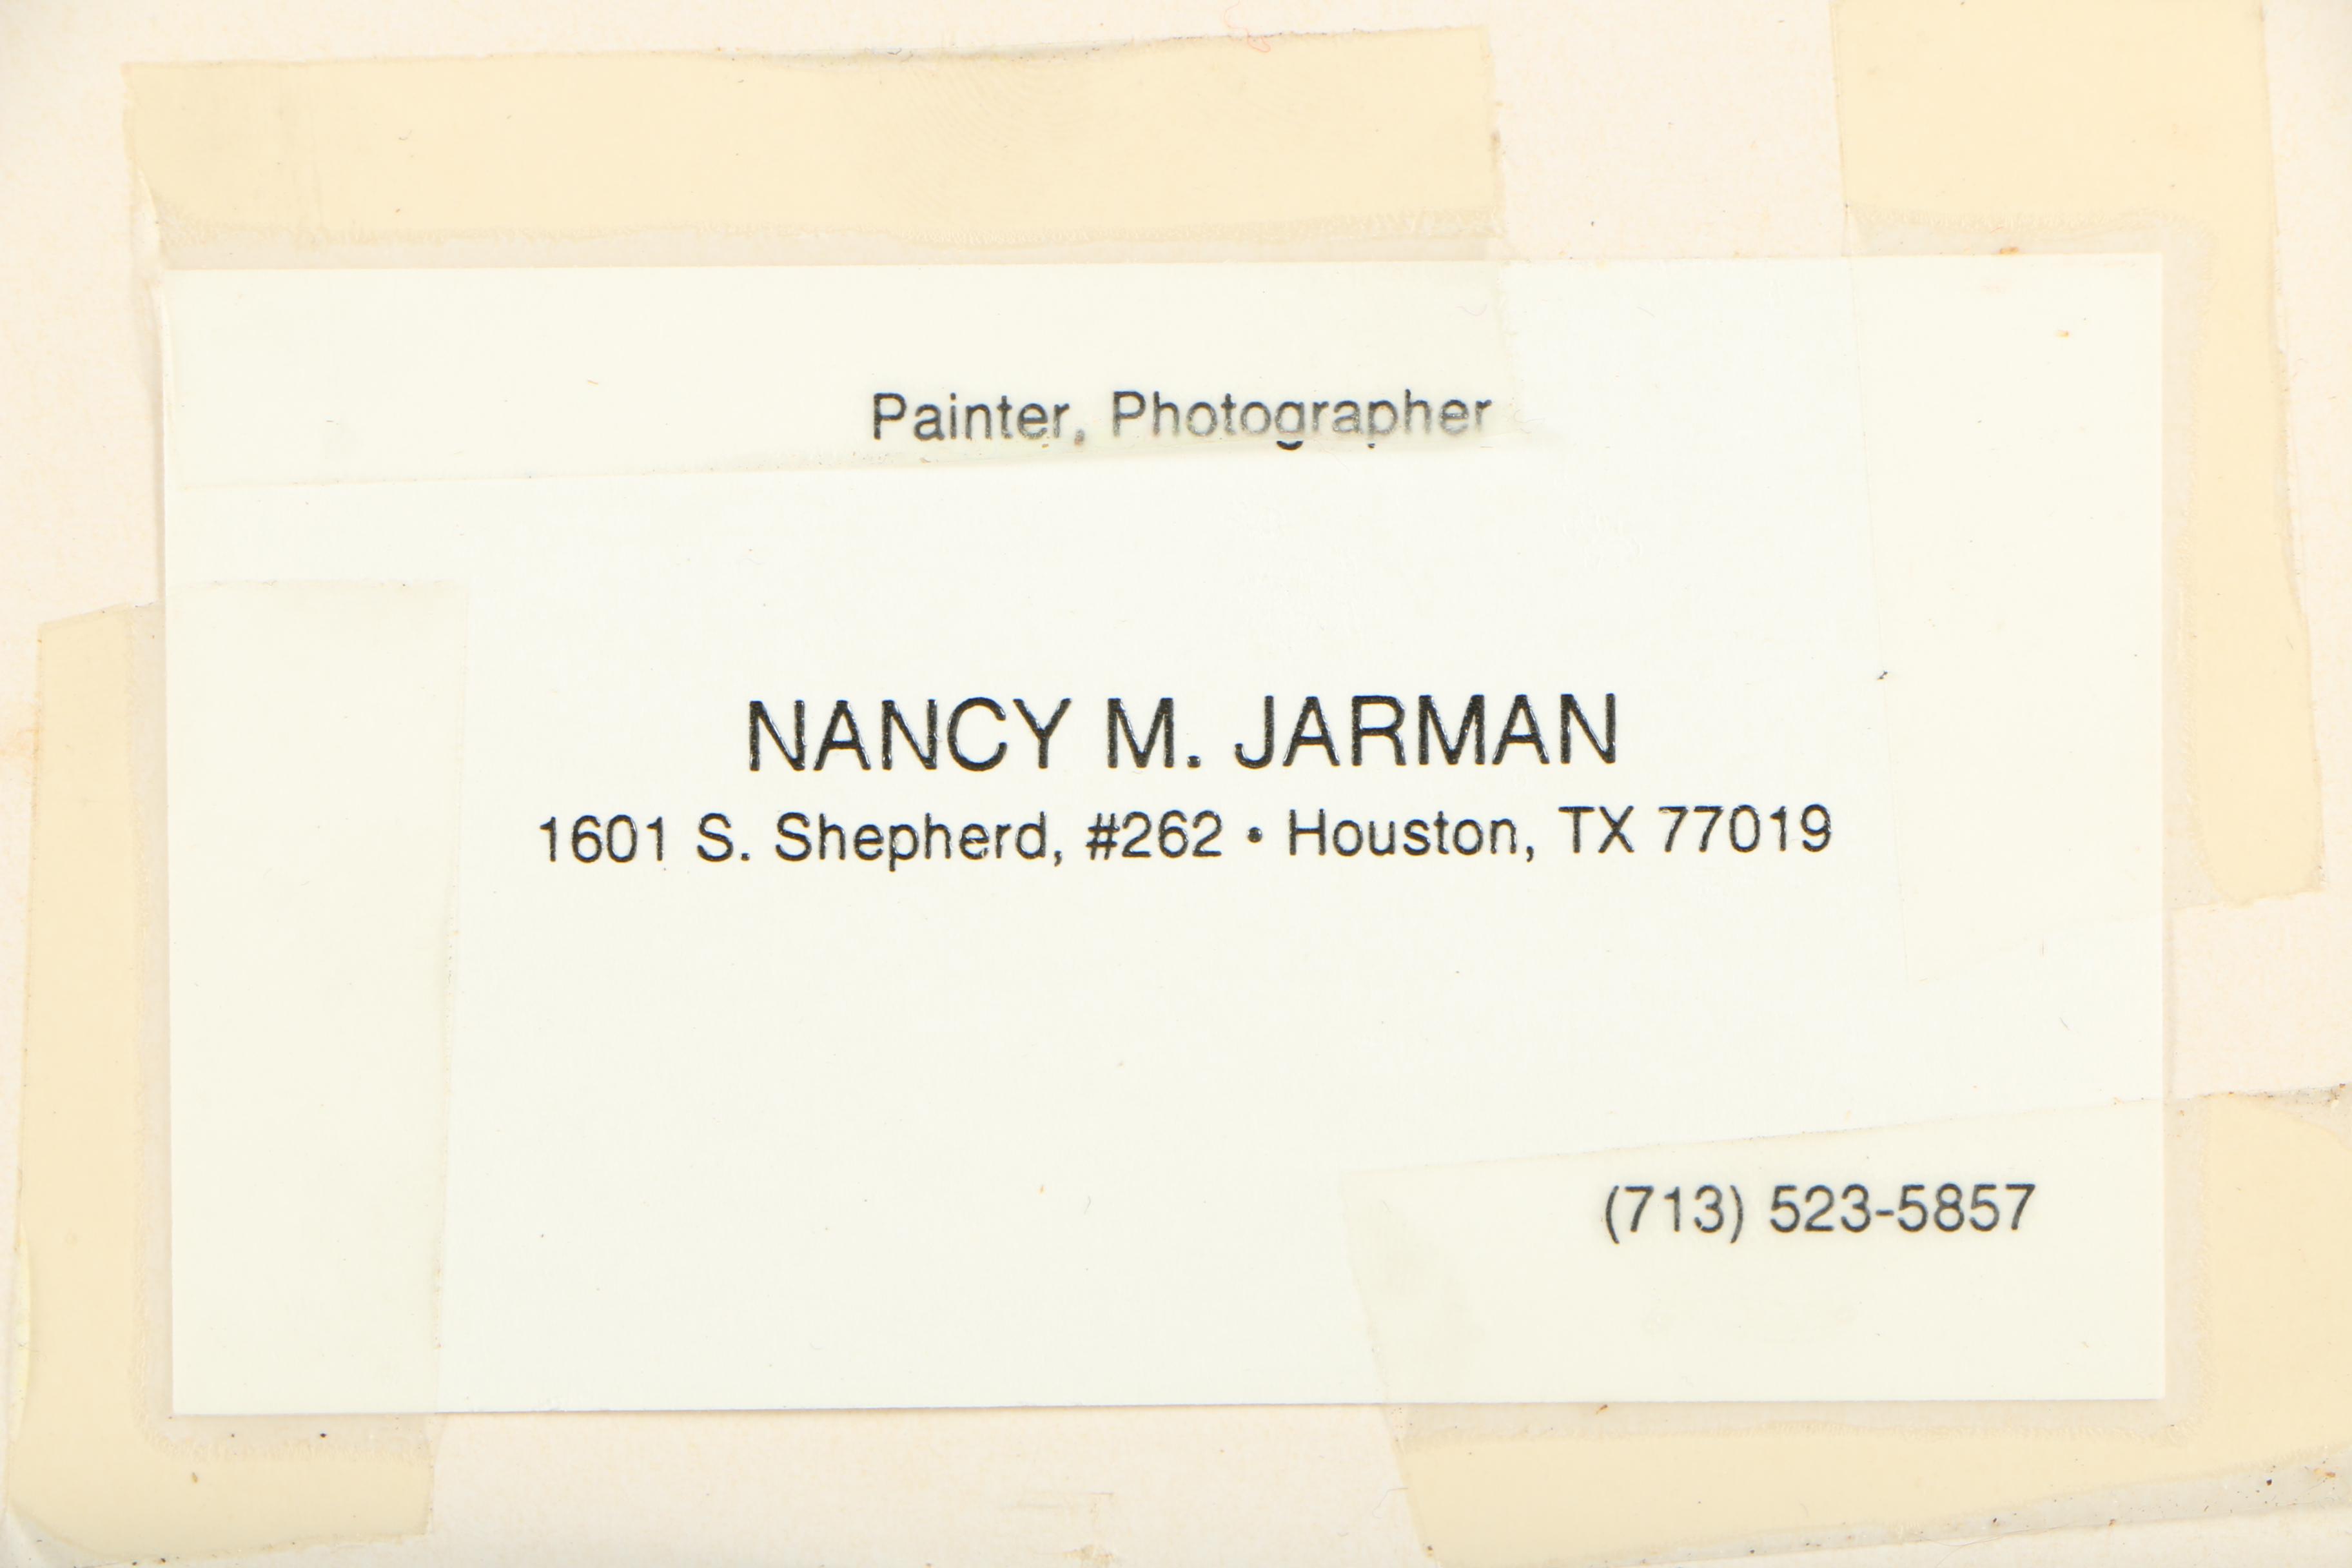 Painter, Photographer
NANCY M. JARMAN
1601 S. Shepherd, #262 • Houston, TX 77019
(713) 523-5857